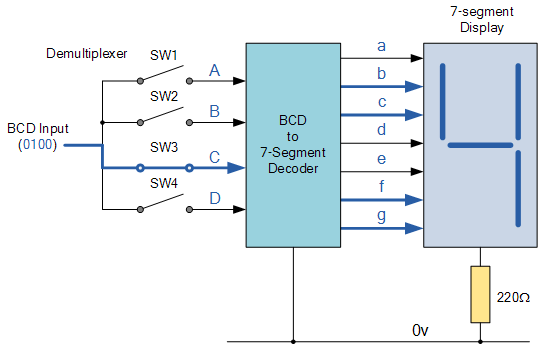 7-segment
Display
Demultiplexer
SW1
A
SW2
B
BCD Input
(0100)
SW3
C
SW4
D
BCD
to
7-Segment
Decoder
a
b
c
d
e
f
g
220Ω
0v